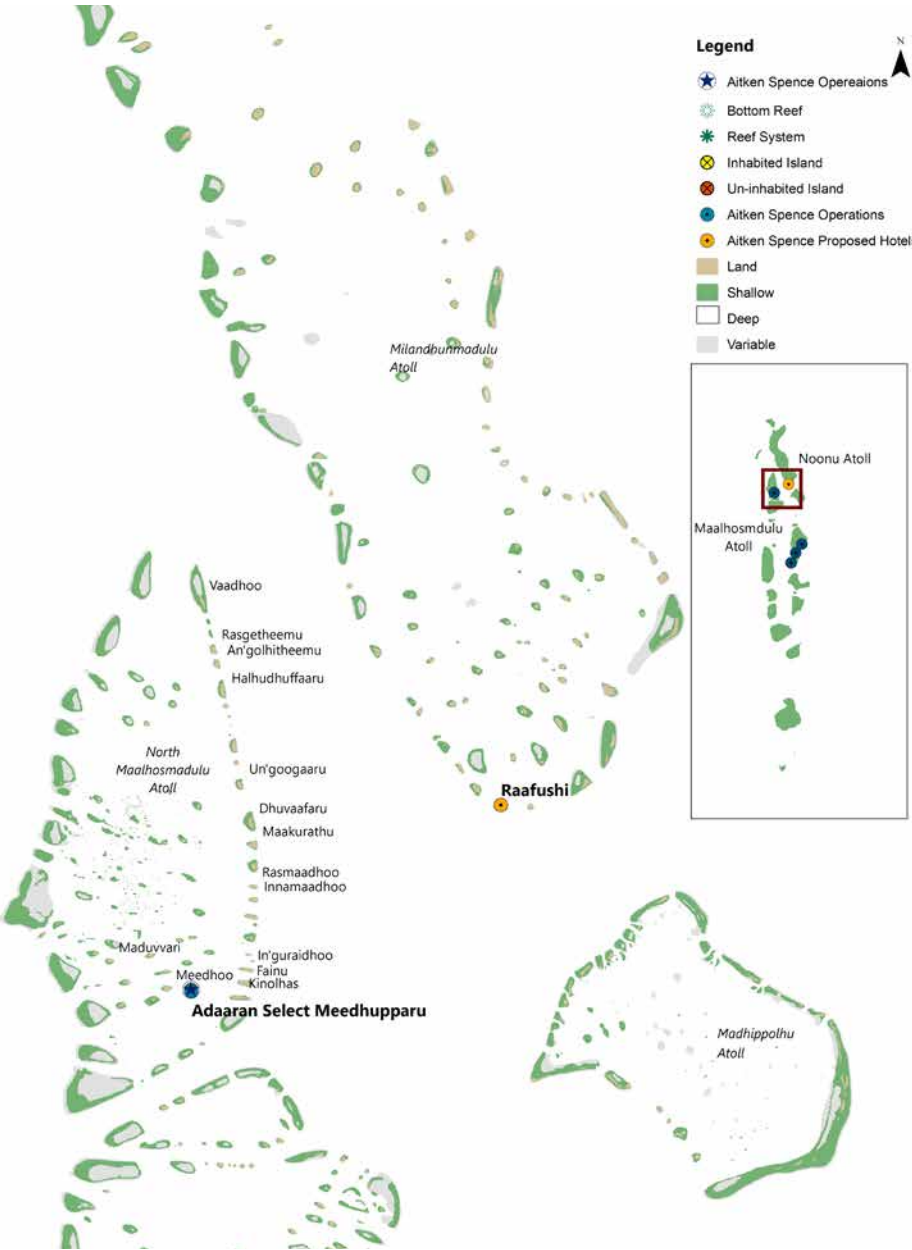 Legend
N
Aitken Spence Opereaions
Bottom Reef
Reef System
Inhabited Island
Un-inhabited Island
Aitken Spence Operations
Aitken Spence Proposed Hotel
Land
Shallow
Deep
Variable
Milandhunmadulu
Atoll
Noonu Atoll
Maalhosmdulu
Atoll
Vaadhoo
Rasgetheemu
An'golhitheemu
Halhudhuffaaru
North
Maalhosmadulu
Atoll
Un'googaaru
Raafushi
Dhuvaafaru
Maakurathu
Rasmaadhoo
Innamaadhoo
Maduvvari
In'guraidhoo
Fainu
Meedhoo
Kinolhas
Adaaran Select Meedhupparu
Madhippolhu
Atoll